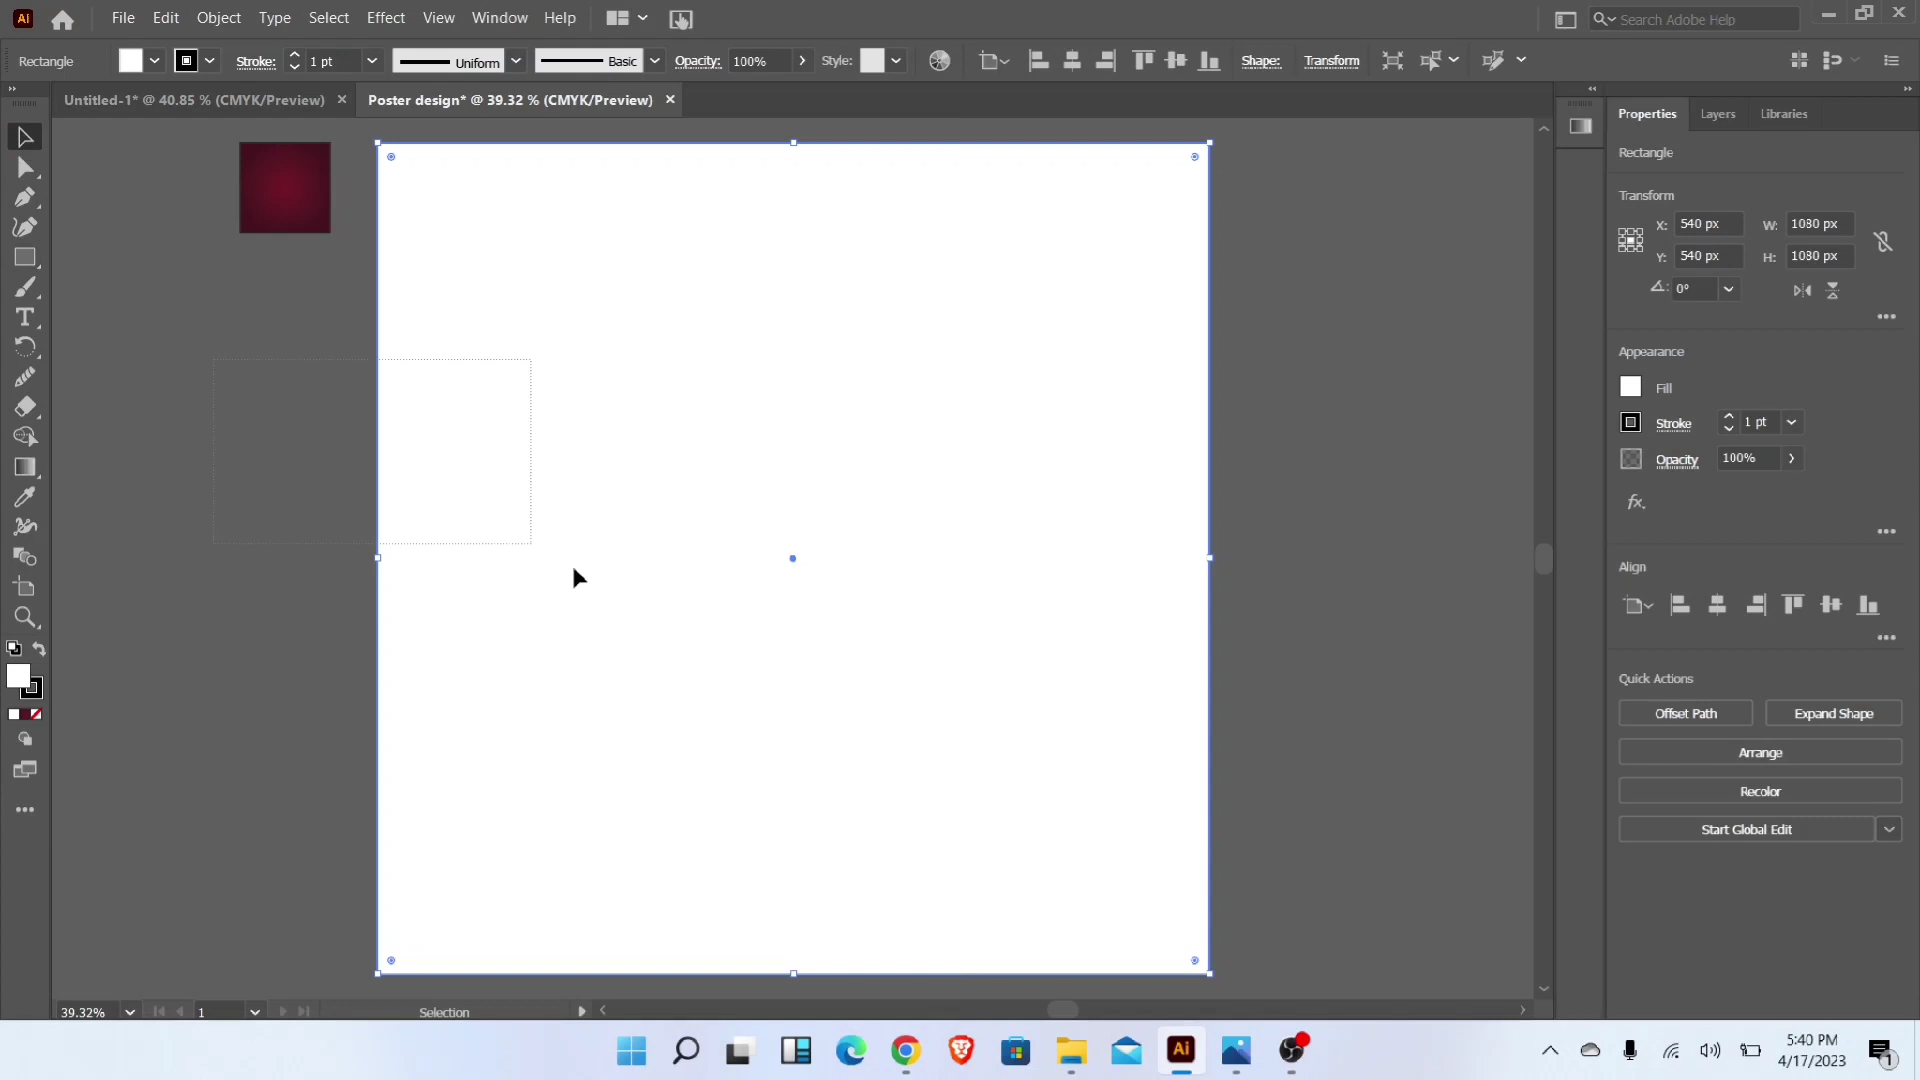 Ai File Edit Object Type Select Effect View Window Help Search Adobe Help
Rectangle Stroke: 1 pt Uniform Basic Opacity: 100% Style: Shape: Transform
Untitled-1* @ 40.85 % (CMYK/Preview) Poster design* @ 39.32 % (CMYK/Preview)
Properties Layers Libraries
Rectangle
Transform
X: 540 px W: 1080 px
Y: 540 px H: 1080 px
0°
Appearance
Fill
Stroke 1 pt
Opacity 100%
fx
Align
Quick Actions
Offset Path Expand Shape
Arrange
Recolor
Start Global Edit
39.32% 1 Selection
Ai
5:40 PM
4/17/2023
1